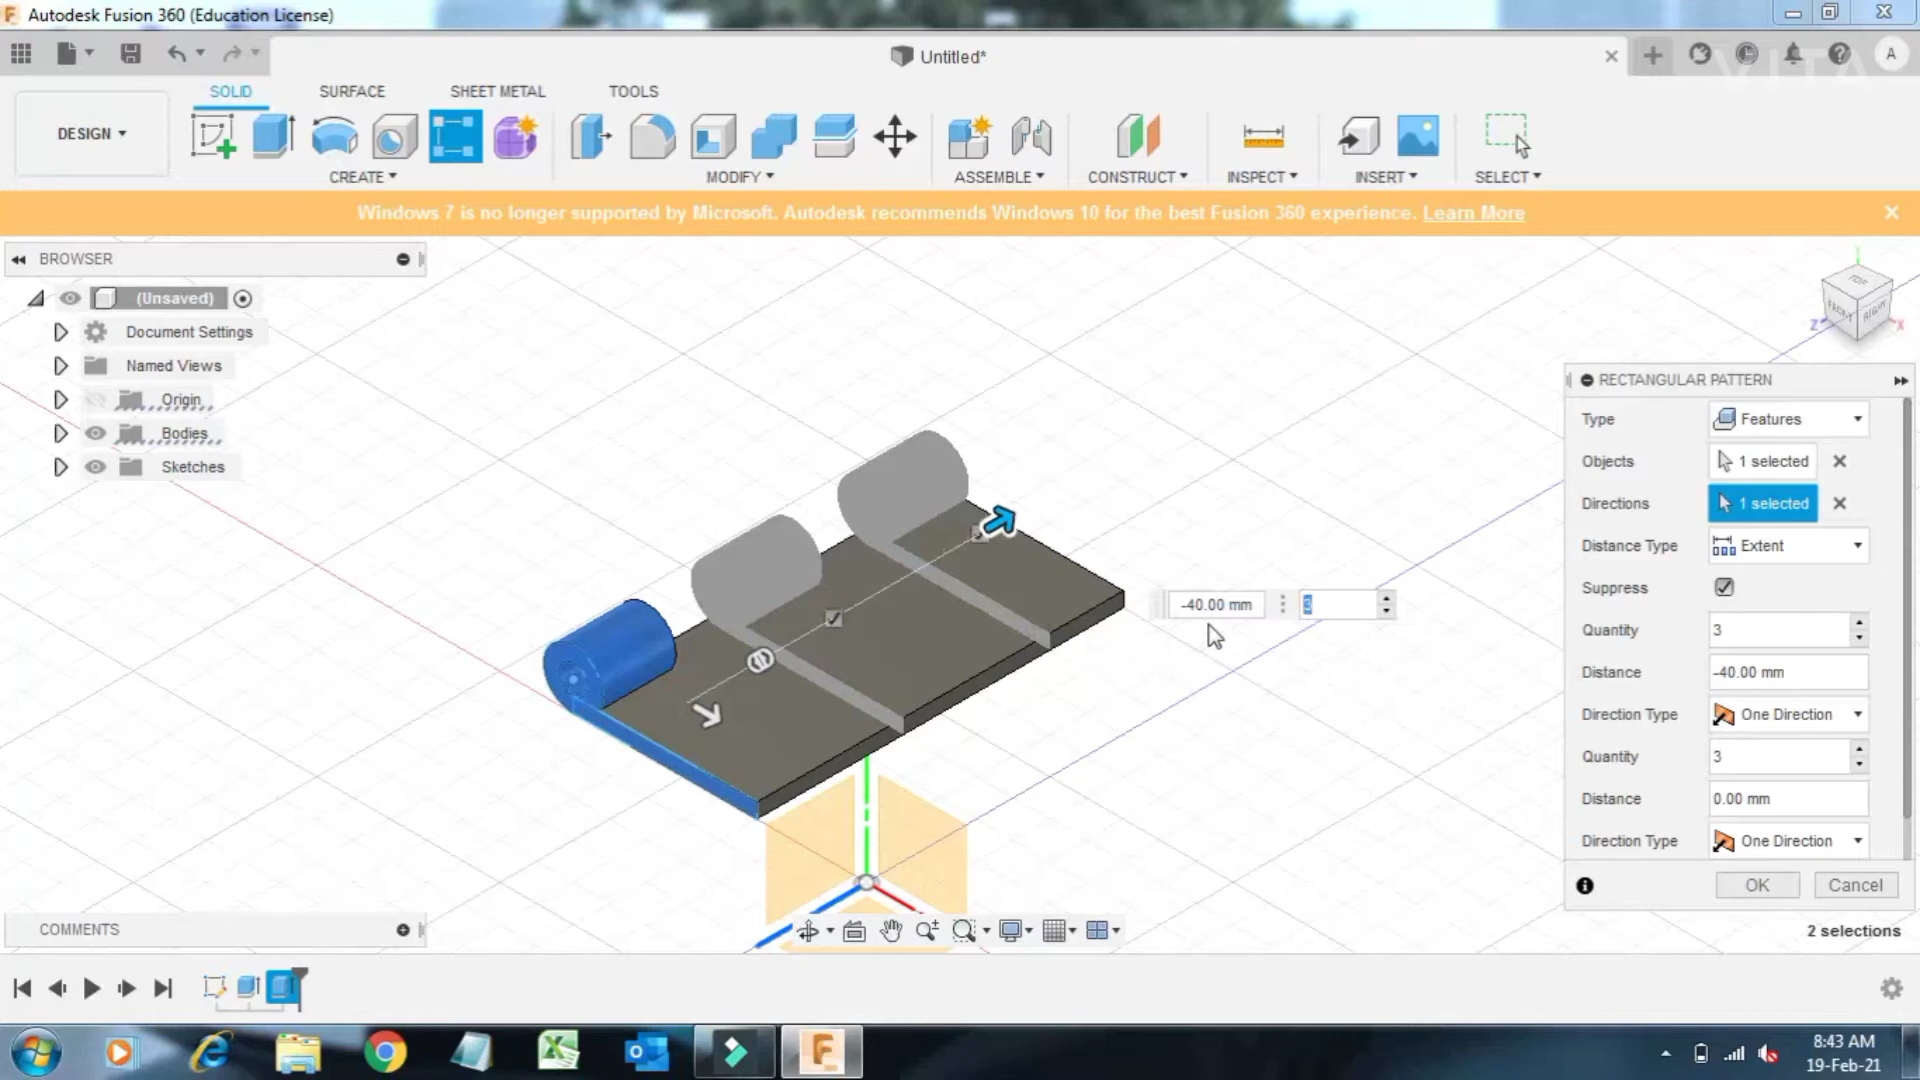 Autodesk Fusion 360 (Education License)
Untitled*
A
VITA
SOLID
SURFACE
SHEET METAL
TOOLS
DESIGN
CREATE
MODIFY
ASSEMBLE
CONSTRUCT
INSPECT
INSERT
SELECT
Windows 7 is no longer supported by Microsoft. Autodesk recommends Windows 10 for the best Fusion 360 experience. Learn More
BROWSER
(Unsaved)
Document Settings
Named Views
Origin
Bodies
Sketches
TOP
FRONT
RIGHT
Y
Z
X
RECTANGULAR PATTERN
Type
Features
Objects
1 selected
Directions
1 selected
Distance Type
Extent
Suppress
Quantity
3
Distance
-40.00 mm
Direction Type
One Direction
Quantity
3
Distance
0.00 mm
Direction Type
One Direction
OK
Cancel
-40.00 mm
3
COMMENTS
2 selections
8:43 AM
19-Feb-21